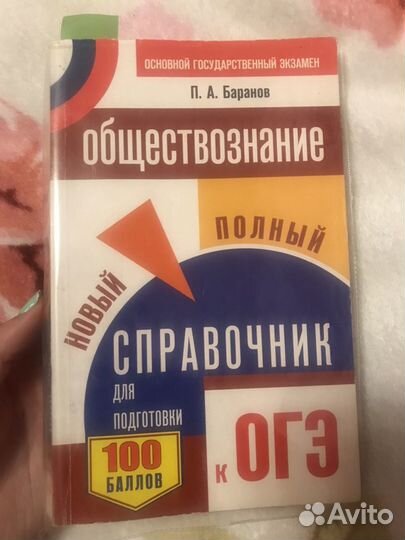 ОСНОВНОЙ ГОСУДАРСТВЕННЫЙ ЭКЗАМЕН
П. А. Баранов
ОБЩЕСТВОЗНАНИЕ
НОВЫЙ
ПОЛНЫЙ
СПРАВОЧНИК
ДЛЯ
ПОДГОТОВКИ
100
БАЛЛОВ
К ОГЭ
Avito